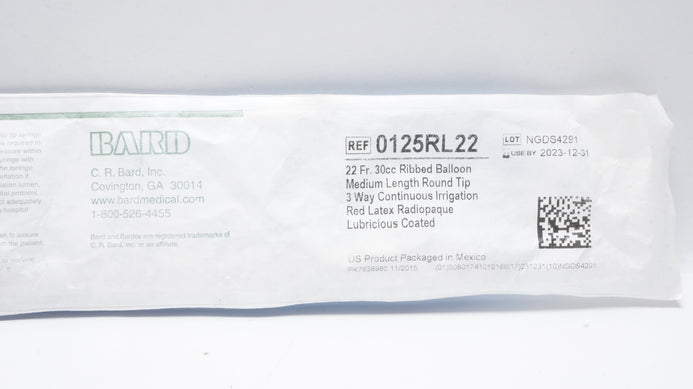 BARD
C. R. Bard, Inc.
Covington, GA 30014
www.bardmedical.com
1-800-526-4455
Bard and Bardex are registered trademarks of
C. R. Bard, Inc. or an affiliate.
REF 0125RL22
22 Fr. 30cc Ribbed Balloon
Medium Length Round Tip
3 Way Continuous Irrigation
Red Latex Radiopaque
Lubricious Coated
LOT NGDS4291
USE BY 2023-12-31
US Product Packaged in Mexico
PK7638980 11/2015 (17)231231(10)NGDS4291